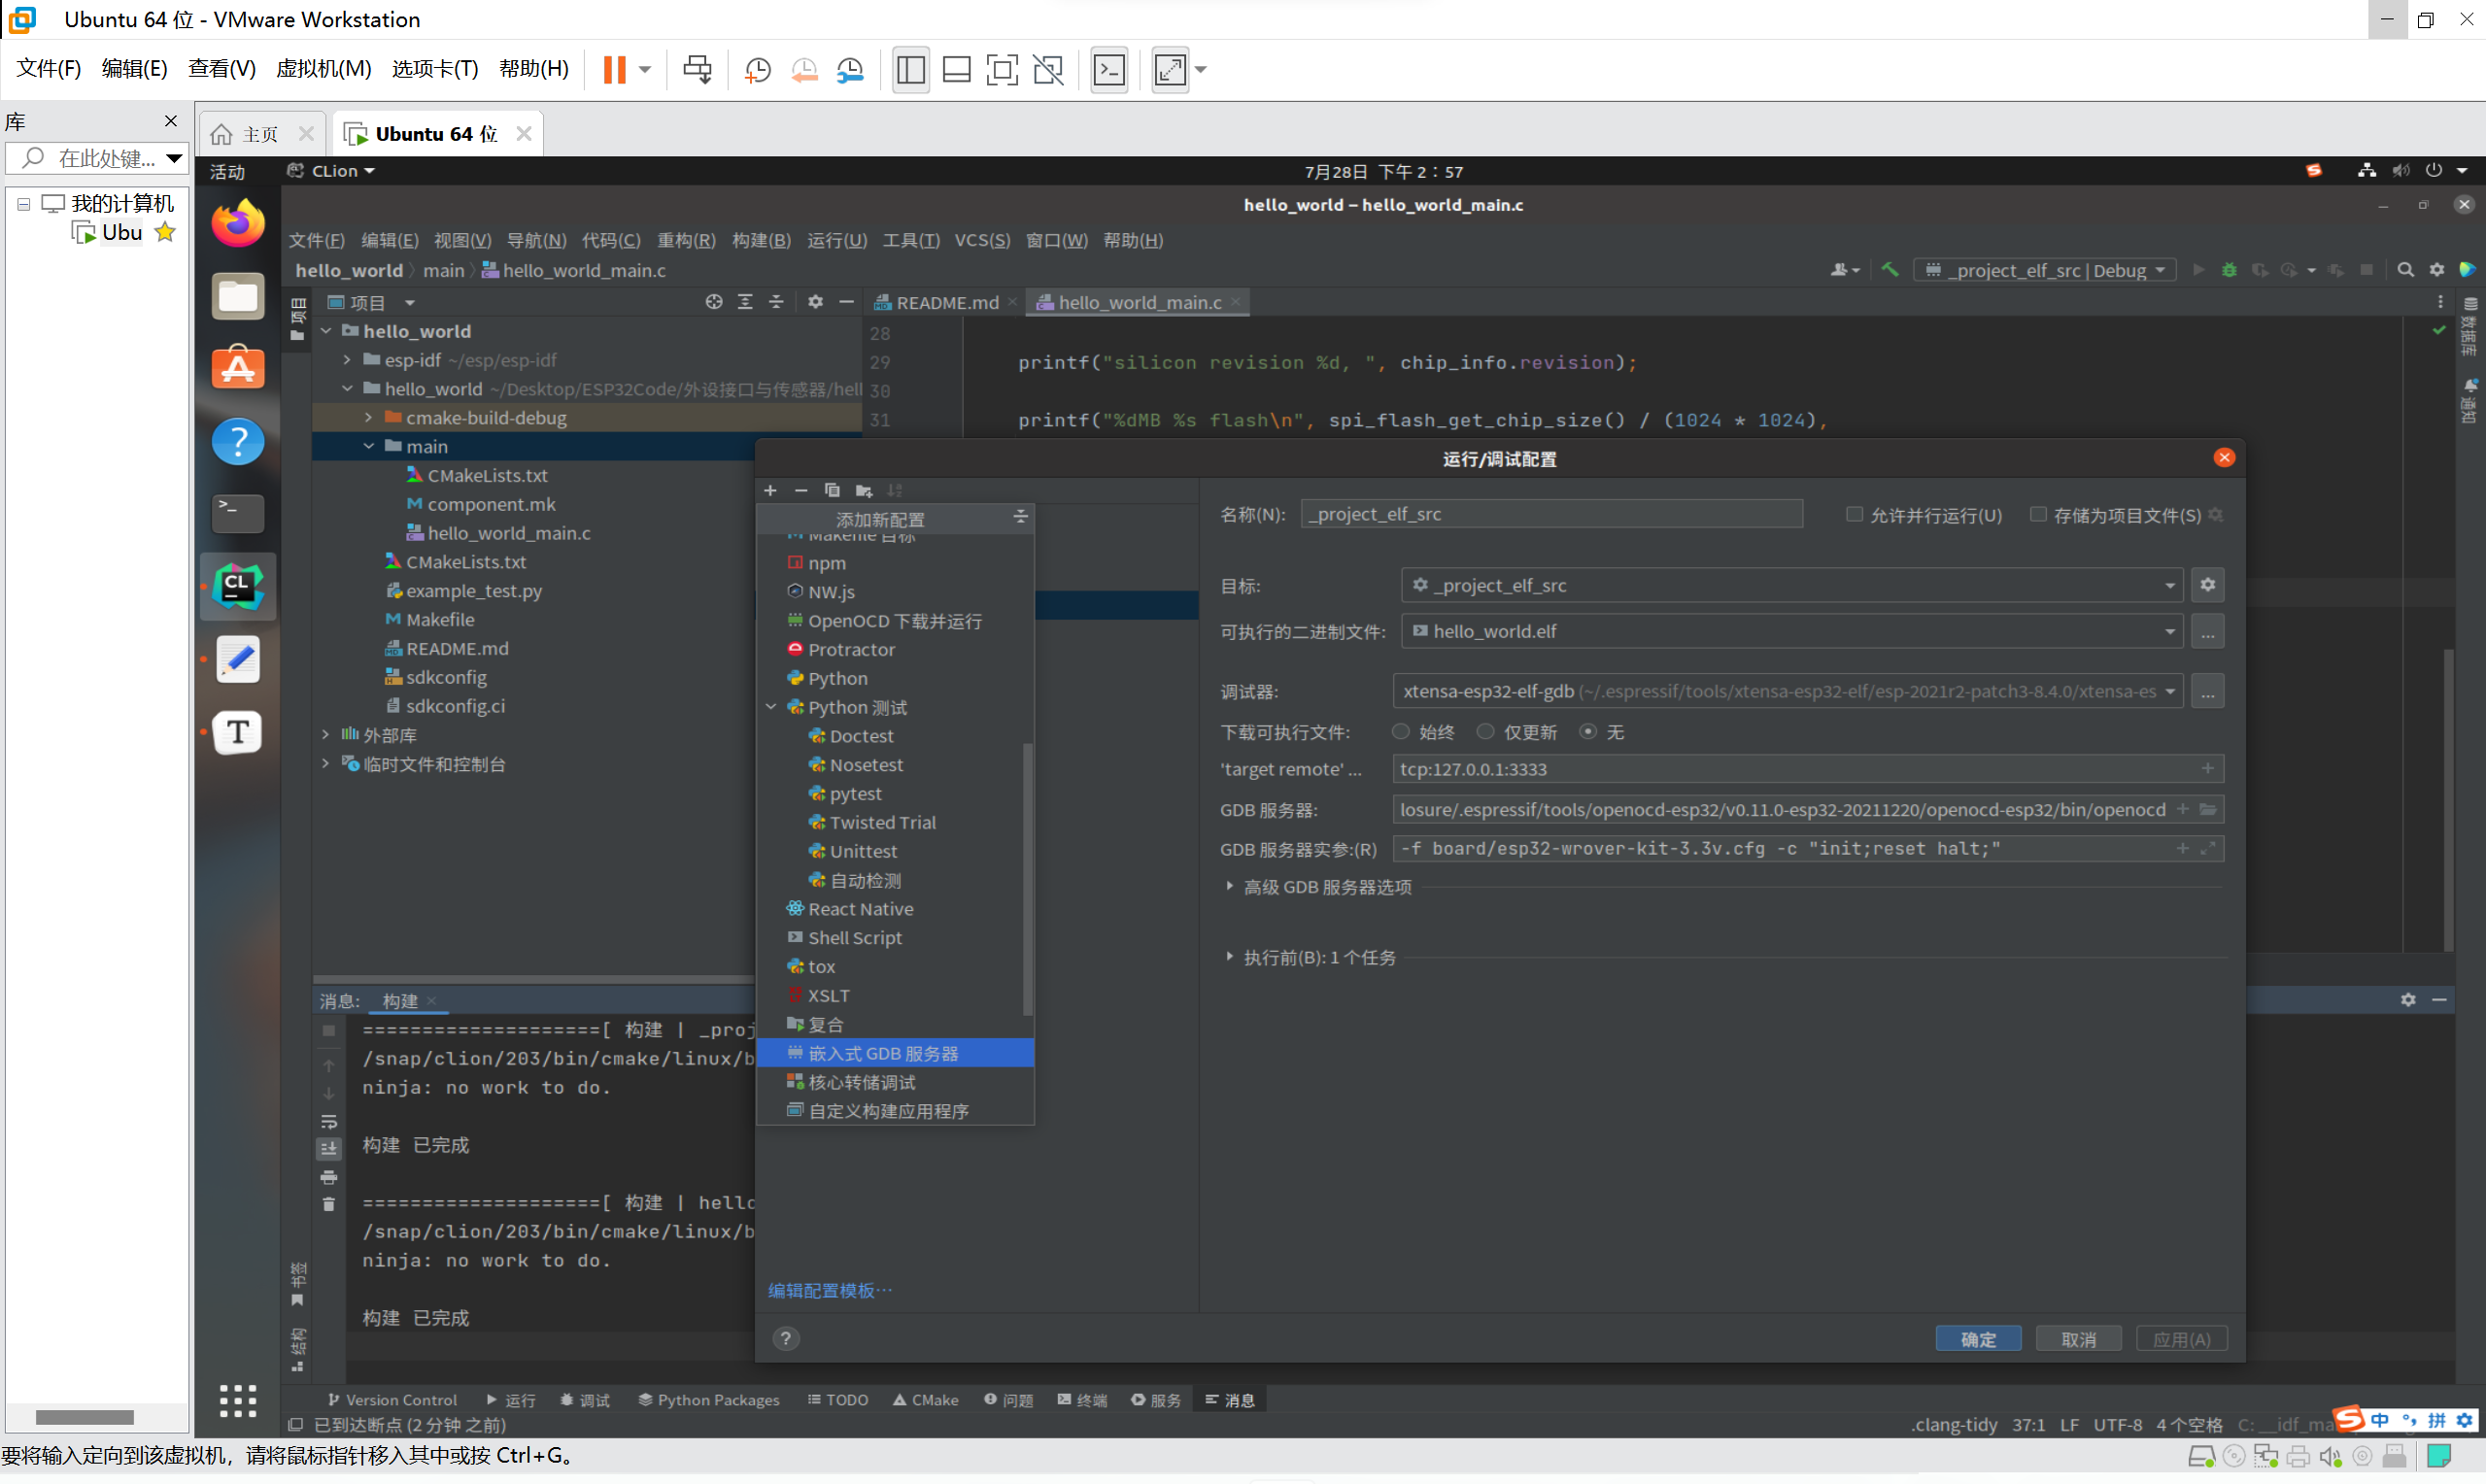 Ubuntu 64 位 - VMware Workstation
文件(F) 编辑(E) 查看(V) 虚拟机(M) 选项卡(T) 帮助(H)
库
在此处键...
我的计算机
Ubu
主页
Ubuntu 64 位
活动 CLion 7月28日 下午 2：57
hello_world – hello_world_main.c
文件(F) 编辑(E) 视图(V) 导航(N) 代码(C) 重构(R) 构建(B) 运行(U) 工具(T) VCS(S) 窗口(W) 帮助(H)
hello_world main hello_world_main.c
_project_elf_src | Debug
项目
项目
hello_world
esp-idf ~/esp/esp-idf
hello_world ~/Desktop/ESP32Code/外设接口与传感器/hell
cmake-build-debug
main
CMakeLists.txt
component.mk
hello_world_main.c
CMakeLists.txt
example_test.py
Makefile
README.md
sdkconfig
sdkconfig.ci
外部库
临时文件和控制台
README.md hello_world_main.c
28
29 printf("silicon revision %d, ", chip_info.revision);
30
31 printf("%dMB %s flash\n", spi_flash_get_chip_size() / (1024 * 1024),
数据库
通知
运行/调试配置
添加新配置
Makefile 目标
npm
NW.js
OpenOCD 下载并运行
Protractor
Python
Python 测试
Doctest
Nosetest
pytest
Twisted Trial
Unittest
自动检测
React Native
Shell Script
tox
XSLT
复合
嵌入式 GDB 服务器
核心转储调试
自定义构建应用程序
编辑配置模板…
名称(N): _project_elf_src 允许并行运行(U) 存储为项目文件(S)
目标: _project_elf_src
可执行的二进制文件: hello_world.elf ...
调试器: xtensa-esp32-elf-gdb (~/.espressif/tools/xtensa-esp32-elf/esp-2021r2-patch3-8.4.0/xtensa-es ...
下载可执行文件: 始终 仅更新 无
'target remote' ... tcp:127.0.0.1:3333
GDB 服务器: losure/.espressif/tools/openocd-esp32/v0.11.0-esp32-20211220/openocd-esp32/bin/openocd
GDB 服务器实参:(R) -f board/esp32-wrover-kit-3.3v.cfg -c "init;reset halt;"
高级 GDB 服务器选项
执行前(B): 1 个任务
? 确定 取消 应用(A)
消息: 构建
====================[ 构建 | _proj
/snap/clion/203/bin/cmake/linux/b
ninja: no work to do.
构建 已完成
====================[ 构建 | hello
/snap/clion/203/bin/cmake/linux/b
ninja: no work to do.
构建 已完成
书签
结构
Version Control 运行 调试 Python Packages TODO CMake 问题 终端 服务 消息
已到达断点 (2 分钟 之前)
.clang-tidy 37:1 LF UTF-8 4 个空格 C: __idf_ma
中 拼
要将输入定向到该虚拟机，请将鼠标指针移入其中或按 Ctrl+G。